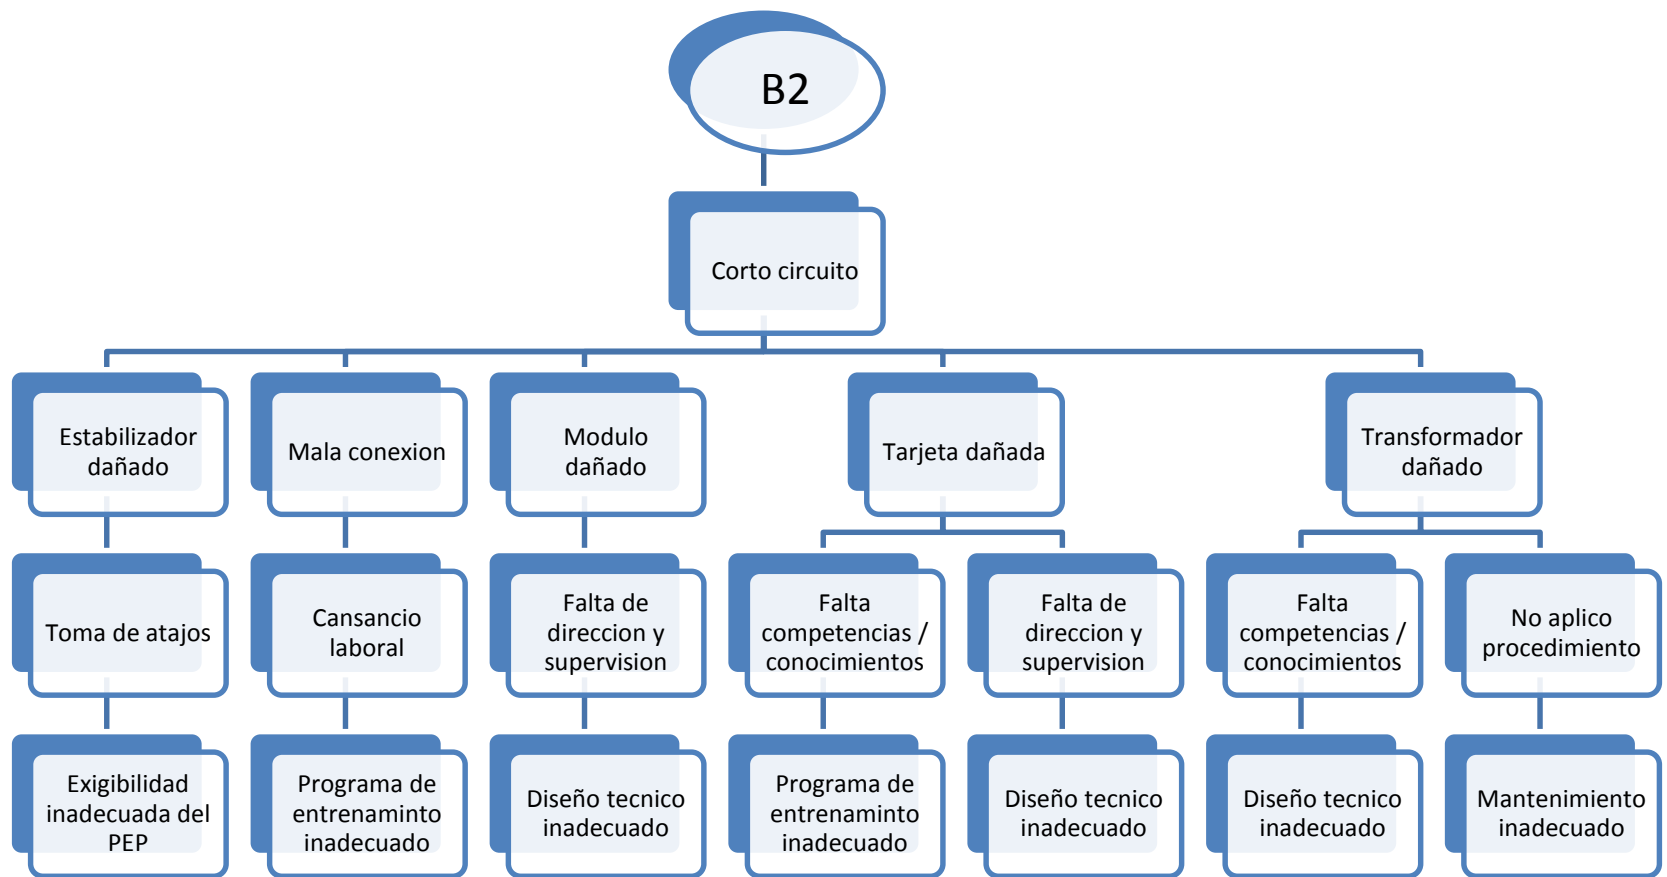 B2
Corto circuito
Estabilizador
dañado
Mala conexion
Modulo
dañado
Tarjeta dañada
Transformador
dañado
Toma de atajos
Cansancio
laboral
Falta de
direccion y
supervision
Falta
competencias /
conocimientos
Falta de
direccion y
supervision
Falta
competencias /
conocimientos
No aplico
procedimiento
Exigibilidad
inadecuada del
PEP
Programa de
entrenaminto
inadecuado
Diseño tecnico
inadecuado
Programa de
entrenaminto
inadecuado
Diseño tecnico
inadecuado
Diseño tecnico
inadecuado
Mantenimiento
inadecuado